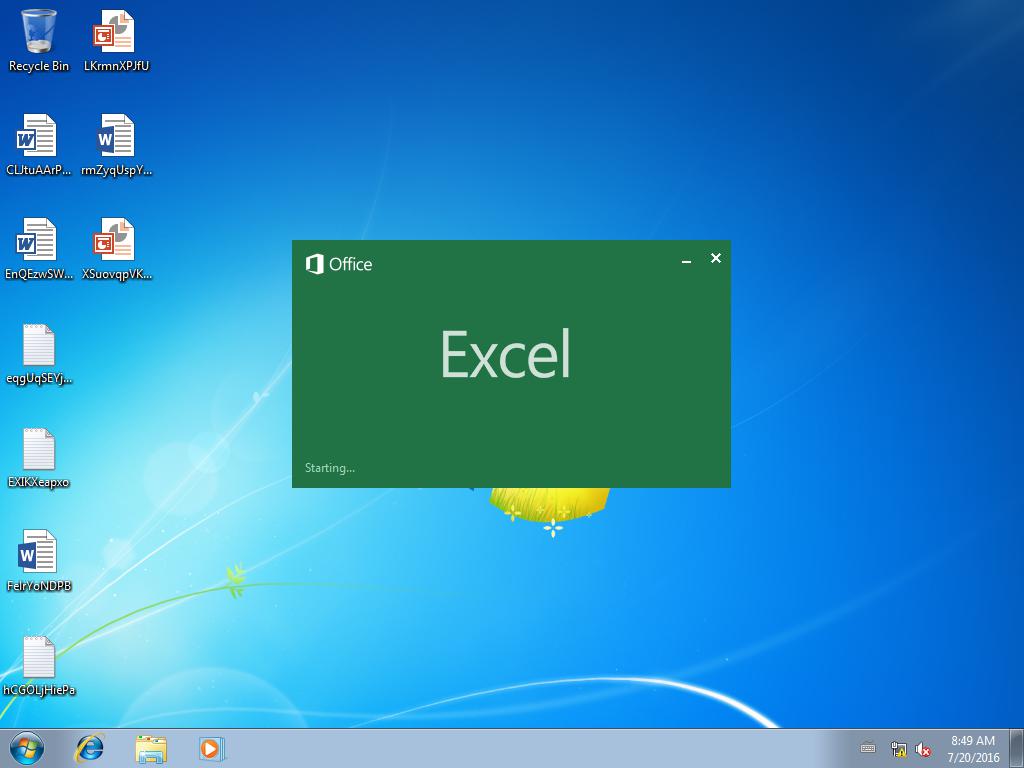 Recycle Bin
LKrmnXPJfU
CLJtuAArP...
rmZyqUspY...
EnQEzwSW...
XSuovqpVK...
eqgUqSEYj...
EXIKXeapxo
FelrYoNDPB
hCGOLjHiePa
Office
Excel
Starting...
8:49 AM
7/20/2016